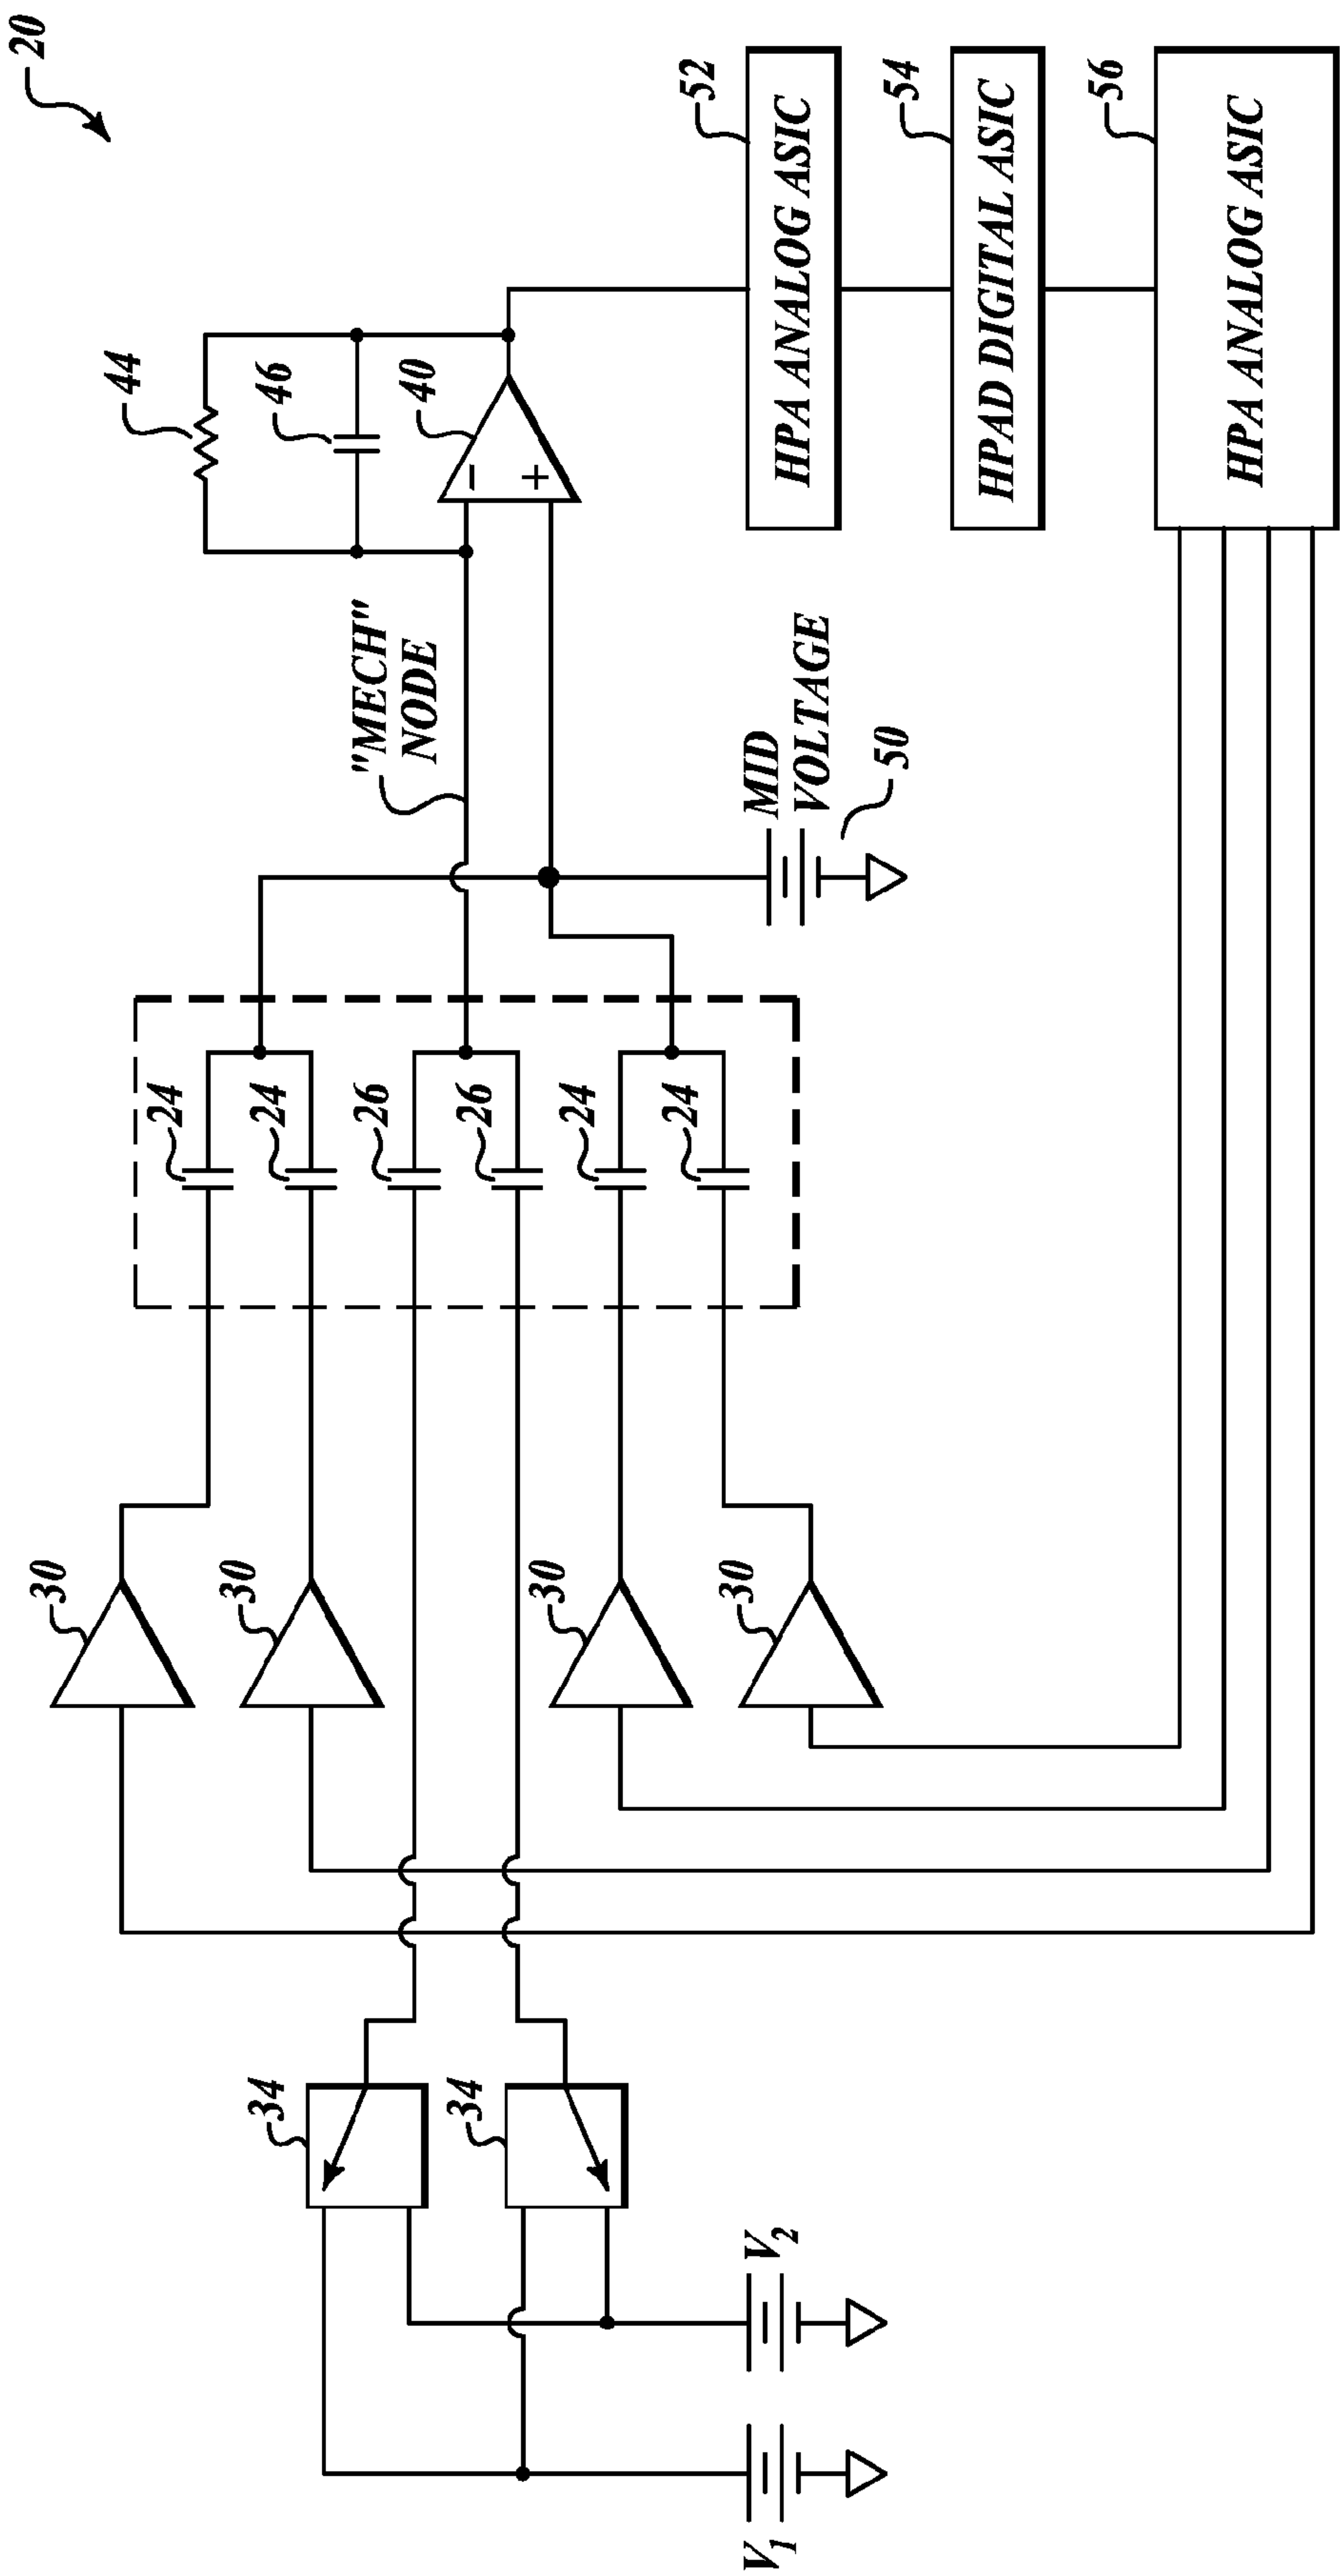 20
44
46
40
−
+
"MECH"
NODE
52
HPA ANALOG ASIC
54
HPAD DIGITAL ASIC
56
HPA ANALOG ASIC
MID
VOLTAGE
50
24
24
26
26
24
24
30
30
30
30
34
34
V1
V2